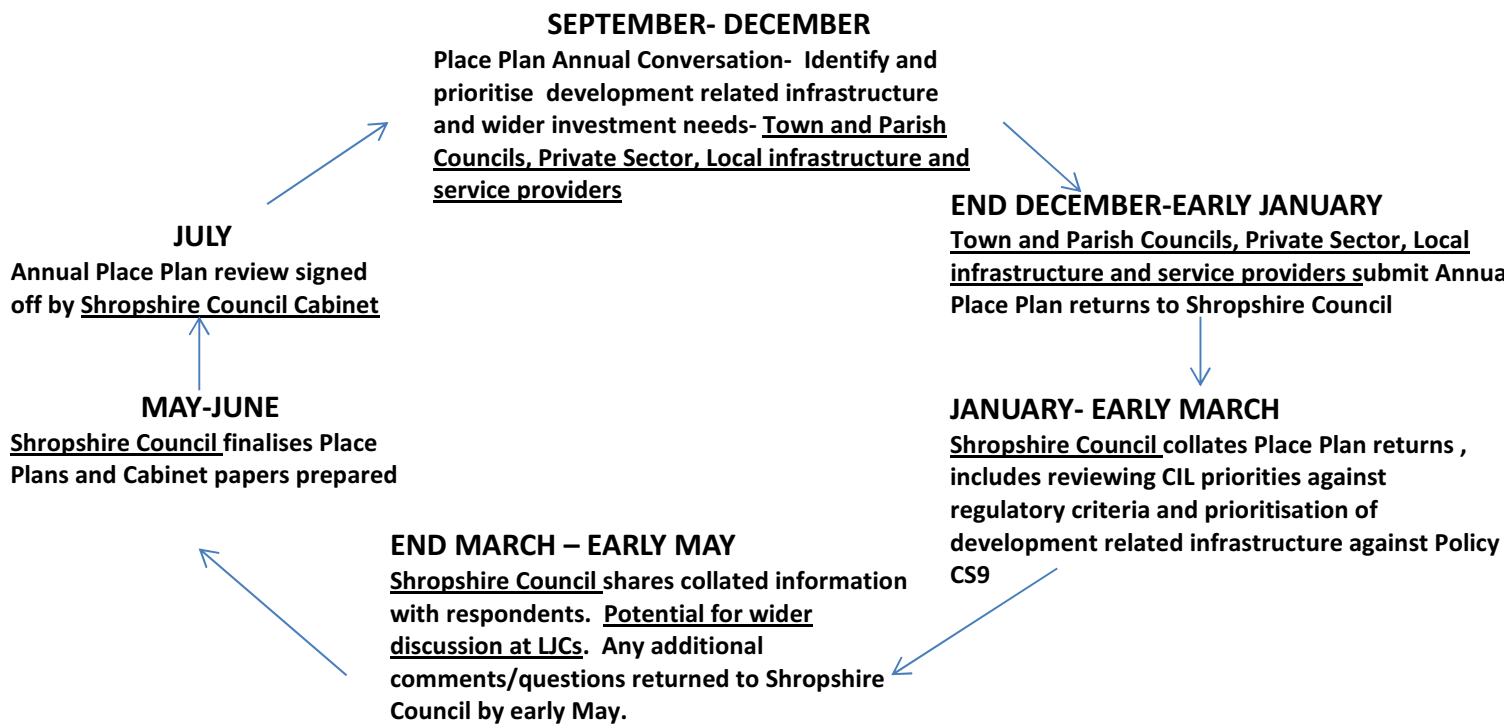 SEPTEMBER- DECEMBER
Place Plan Annual Conversation-  Identify and
prioritise  development related infrastructure
and wider investment needs- Town and Parish
Councils, Private Sector, Local infrastructure and
service providers
END DECEMBER-EARLY JANUARY
Town and Parish Councils, Private Sector, Local
infrastructure and service providers submit Annua
Place Plan returns to Shropshire Council
JANUARY- EARLY MARCH
Shropshire Council collates Place Plan returns ,
includes reviewing CIL priorities against
regulatory criteria and prioritisation of
development related infrastructure against Policy
CS9
END MARCH – EARLY MAY
Shropshire Council shares collated information
with respondents.  Potential for wider
discussion at LJCs.  Any additional
comments/questions returned to Shropshire
Council by early May.
MAY-JUNE
Shropshire Council finalises Place
Plans and Cabinet papers prepared
JULY
Annual Place Plan review signed
off by Shropshire Council Cabinet